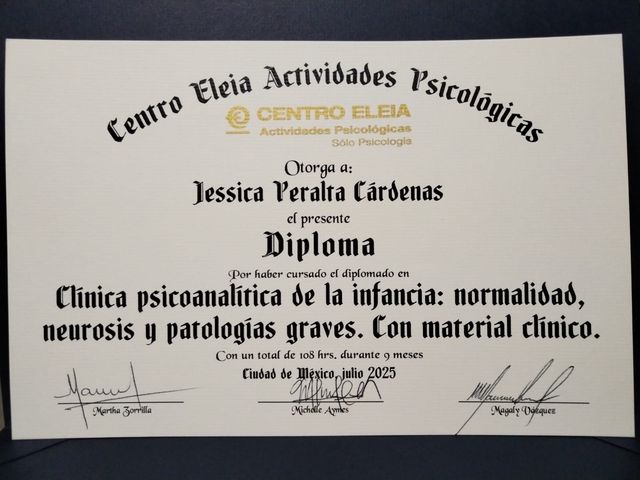 Centro Eleia Actividades Psicológicas
CENTRO ELEIA
Actividades Psicológicas
Sólo Psicología
Otorga a:
Jessica Peralta Cárdenas
el presente
Diploma
Por haber cursado el diplomado en
Clínica psicoanalítica de la infancia: normalidad,
neurosis y patologías graves. Con material clínico.
Con un total de 108 hrs. durante 9 meses
Ciudad de México, julio 2025
Martha Zorrilla
Michelle Aymes
Magaly Vázquez